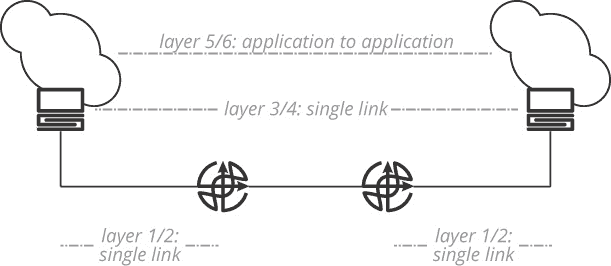 layer 5/6: application to application
layer 3/4: single link
layer 1/2:
single link
layer 1/2:
single link